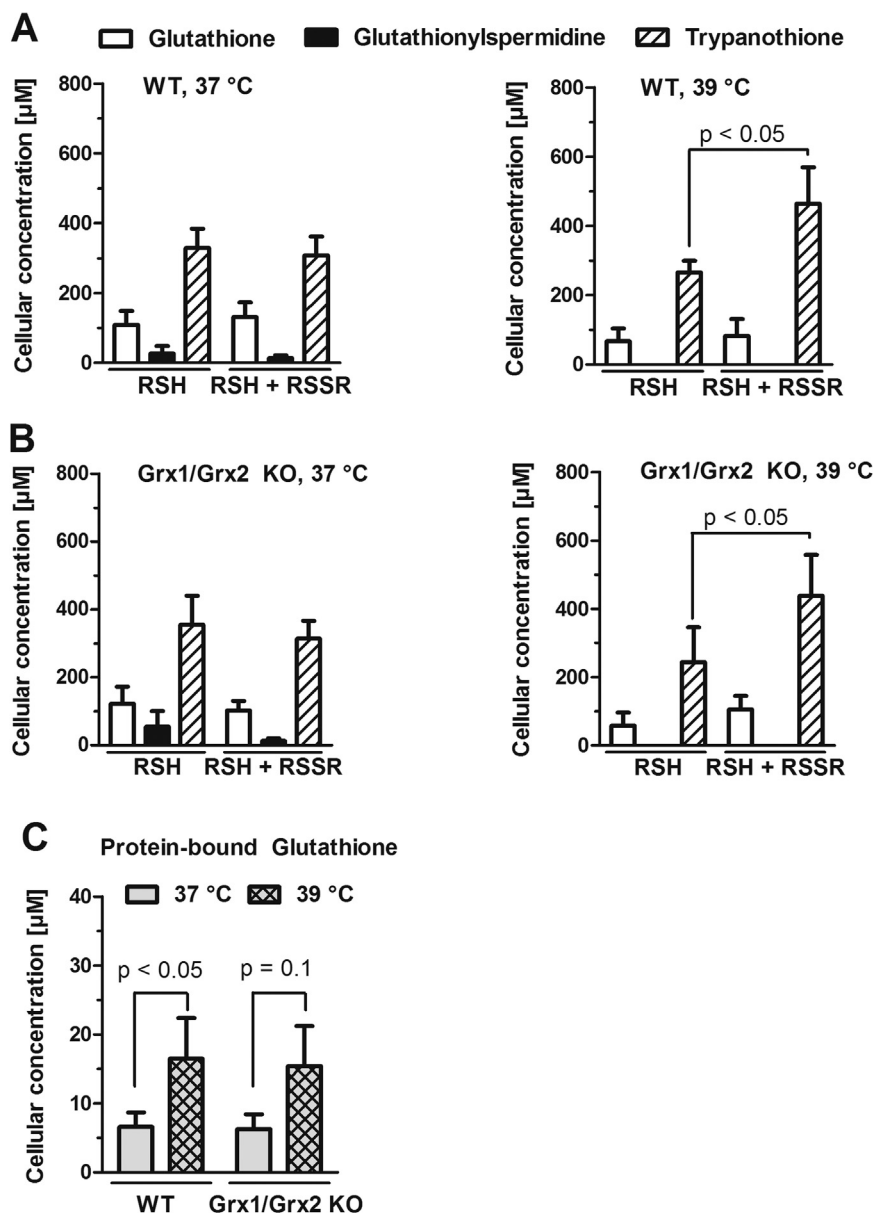 A
Glutathione Glutathionylspermidine Trypanothione
Cellular concentration [µM]
800
600
400
200
0
WT, 37 °C
RSH RSH + RSSR
Cellular concentration [µM]
800
600
400
200
0
WT, 39 °C
p < 0.05
RSH RSH + RSSR
B
Cellular concentration [µM]
800
600
400
200
0
Grx1/Grx2 KO, 37 °C
RSH RSH + RSSR
Cellular concentration [µM]
800
600
400
200
0
Grx1/Grx2 KO, 39 °C
p < 0.05
RSH RSH + RSSR
C
Protein-bound Glutathione
37 °C 39 °C
Cellular concentration [µM]
40
30
20
10
0
p < 0.05 p = 0.1
WT Grx1/Grx2 KO